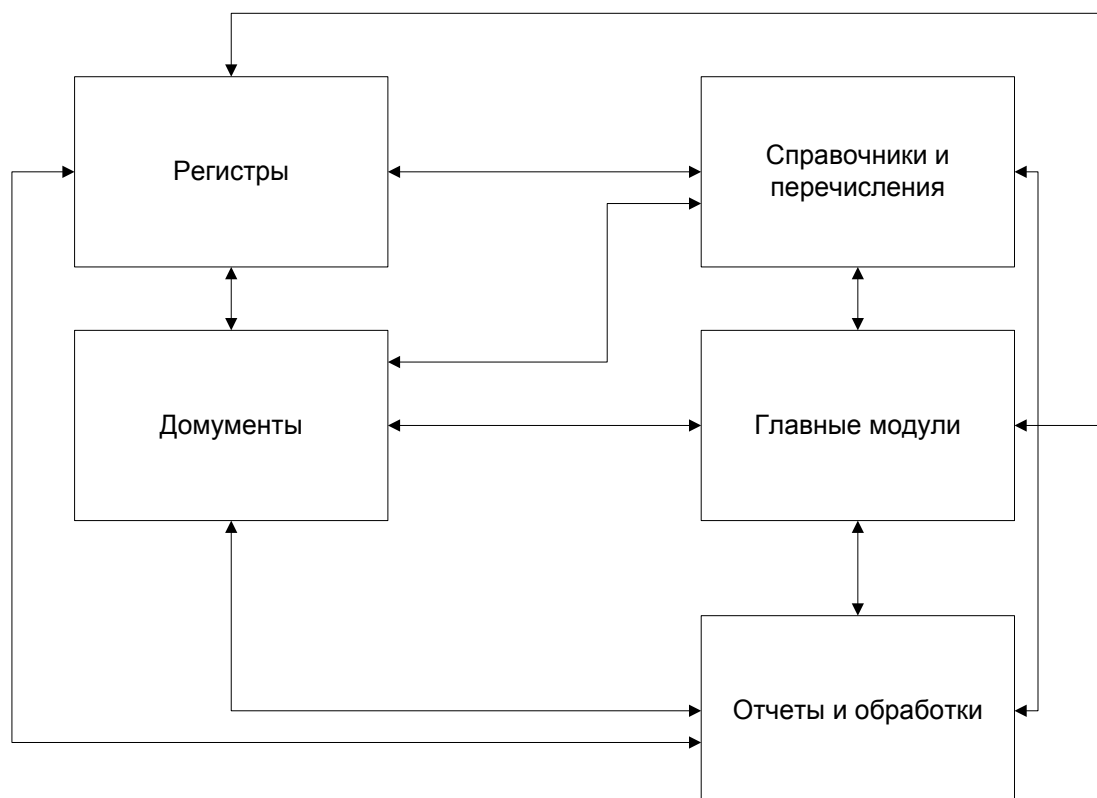 Регистры
Справочники и
перечисления
Домументы
Главные модули
Отчеты и обработки